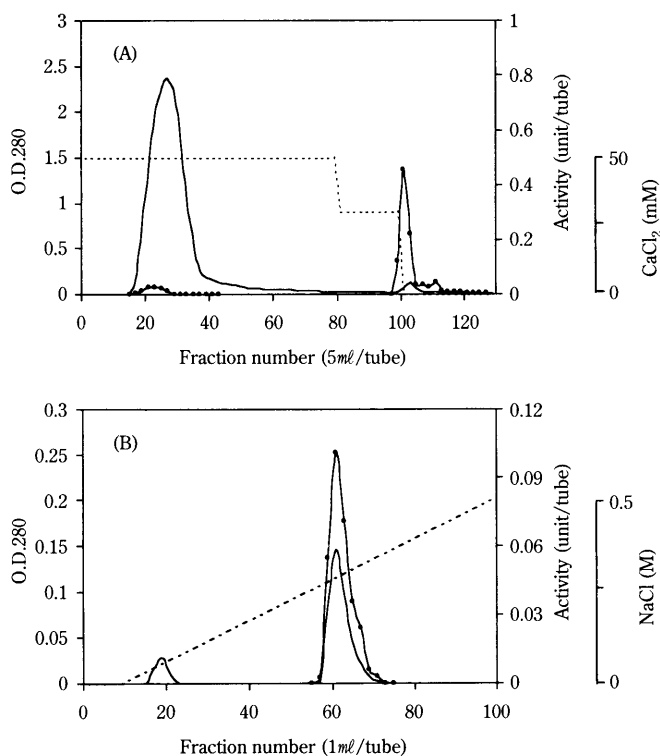 (A)
3
2.5
2
1.5
1
0.5
0
O.D.280
1
0.8
0.6
0.4
0.2
0
Activity (unit/tube)
50
0
CaCl₂ (mM)
0 20 40 60 80 100 120
Fraction number (5mℓ/tube)
(B)
0.3
0.25
0.2
0.15
0.1
0.05
0
O.D.280
0.12
0.09
0.06
0.03
0
Activity (unit/tube)
0.5
0
NaCl (M)
0 20 40 60 80 100
Fraction number (1mℓ/tube)